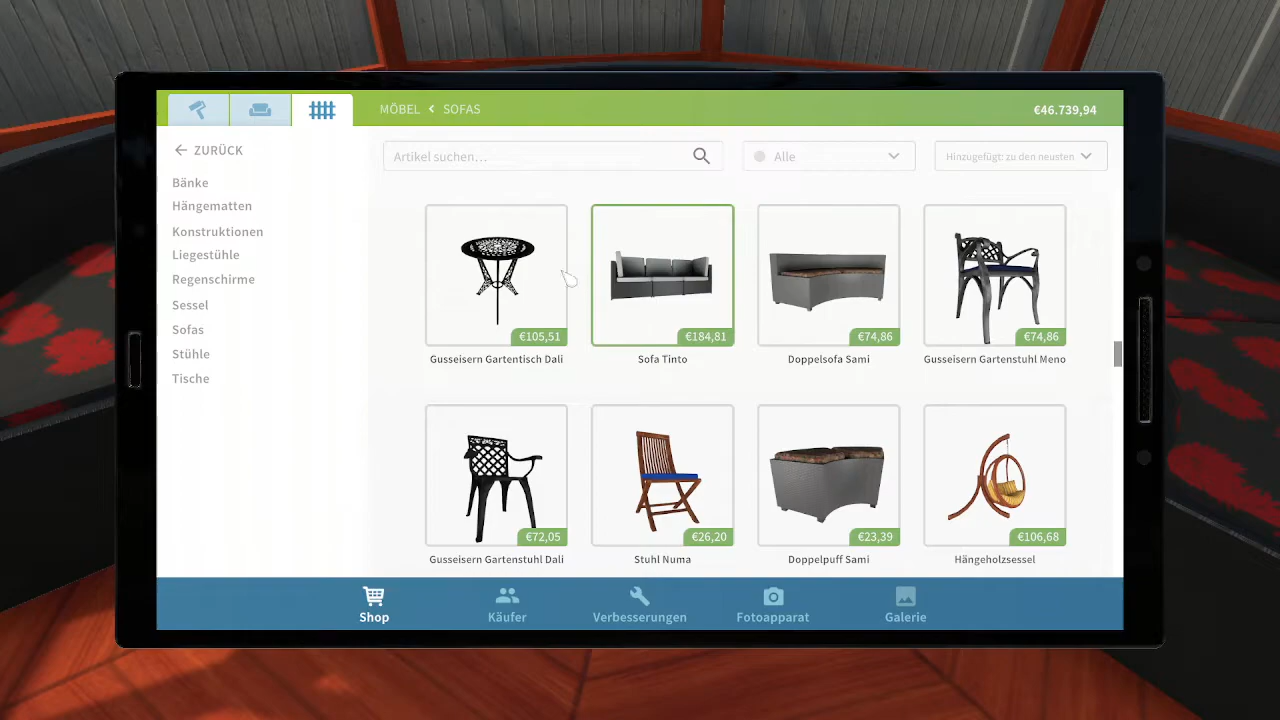 MÖBEL < SOFAS
€46.739,94
ZURÜCK
Artikel suchen...
Alle
Hinzugefügt: zu den neusten
Bänke
Hängematten
Konstruktionen
Liegestühle
Regenschirme
Sessel
Sofas
Stühle
Tische
€105,51
€184,81
€74,86
€74,86
Gusseisern Gartentisch Dali
Sofa Tinto
Doppelsofa Sami
Gusseisern Gartenstuhl Meno
€72,05
€26,20
€23,39
€106,68
Gusseisern Gartenstuhl Dali
Stuhl Numa
Doppelpuff Sami
Hängeholzsessel
Shop
Käufer
Verbesserungen
Fotoapparat
Galerie